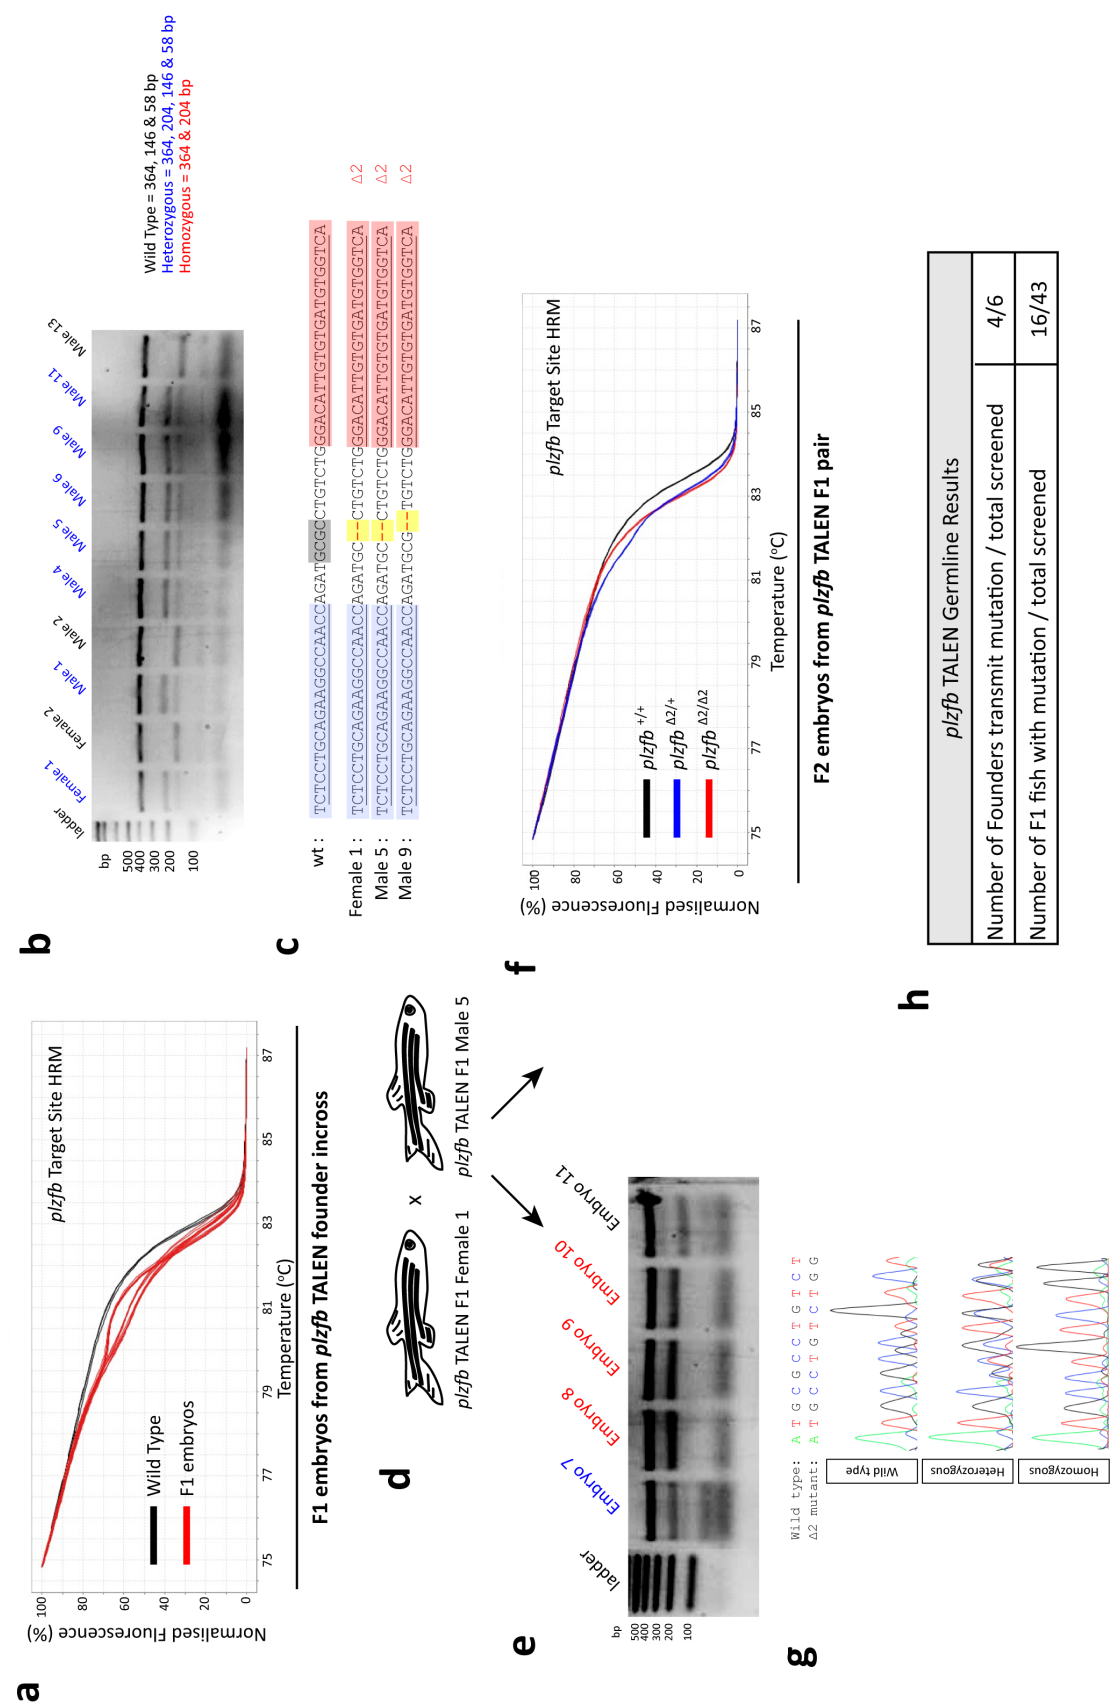 a
Normalised Fluorescence (%)
100
80
60
40
20
0
plzfb Target Site HRM
Wild Type
F1 embryos
75
77
79
81
83
85
87
Temperature (°C)
F1 embryos from plzfb TALEN founder incross
b
bp
500
400
300
200
100
ladder
Female 1
Female 2
Male 1
Male 2
Male 4
Male 5
Male 6
Male 9
Male 11
Male 13
Wild Type = 364, 146 & 58 bp
Heterozygous = 364, 204, 146 & 58 bp
Homozygous = 364 & 204 bp
c
wt : TCTCCTGCAGAAGGCCAACCAGATGCGCCTGTCTGGGACATTGTGTGATGTGGTCA
Female 1 : TCTCCTGCAGAAGGCCAACCAGATGC--CTGTCTGGGACATTGTGTGATGTGGTCA Δ2
Male 5 : TCTCCTGCAGAAGGCCAACCAGATGC--CTGTCTGGGACATTGTGTGATGTGGTCA Δ2
Male 9 : TCTCCTGCAGAAGGCCAACCAGATGCG--TGTCTGGGACATTGTGTGATGTGGTCA Δ2
d
plzfb TALEN F1 Female 1
x
plzfb TALEN F1 Male 5
e
bp
500
400
300
200
100
ladder
Embryo 7
Embryo 8
Embryo 9
Embryo 10
Embryo 11
f
Normalised Fluorescence (%)
100
80
60
40
20
0
plzfb Target Site HRM
plzfb +/+
plzfb Δ2/+
plzfb Δ2/Δ2
75
77
79
81
83
85
87
Temperature (°C)
F2 embryos from plzfb TALEN F1 pair
g
Wild type: A T G C G C C T G T C T
Δ2 mutant: A T G C C T G T C T G G
Wild type
Heterozygous
Homozygous
h
plzfb TALEN Germline Results
Number of Founders transmit mutation / total screened 4/6
Number of F1 fish with mutation / total screened 16/43